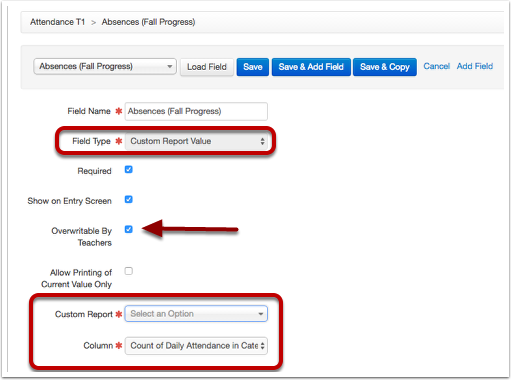 Attendance T1 > Absences (Fall Progress)
Absences (Fall Progress) Load Field Save Save & Add Field Save & Copy Cancel Add Field
Field Name * Absences (Fall Progress)
Field Type * Custom Report Value
Required
Show on Entry Screen
Overwritable By
Teachers
Allow Printing of
Current Value Only
Custom Report * Select an Option
Column * Count of Daily Attendance in Cate